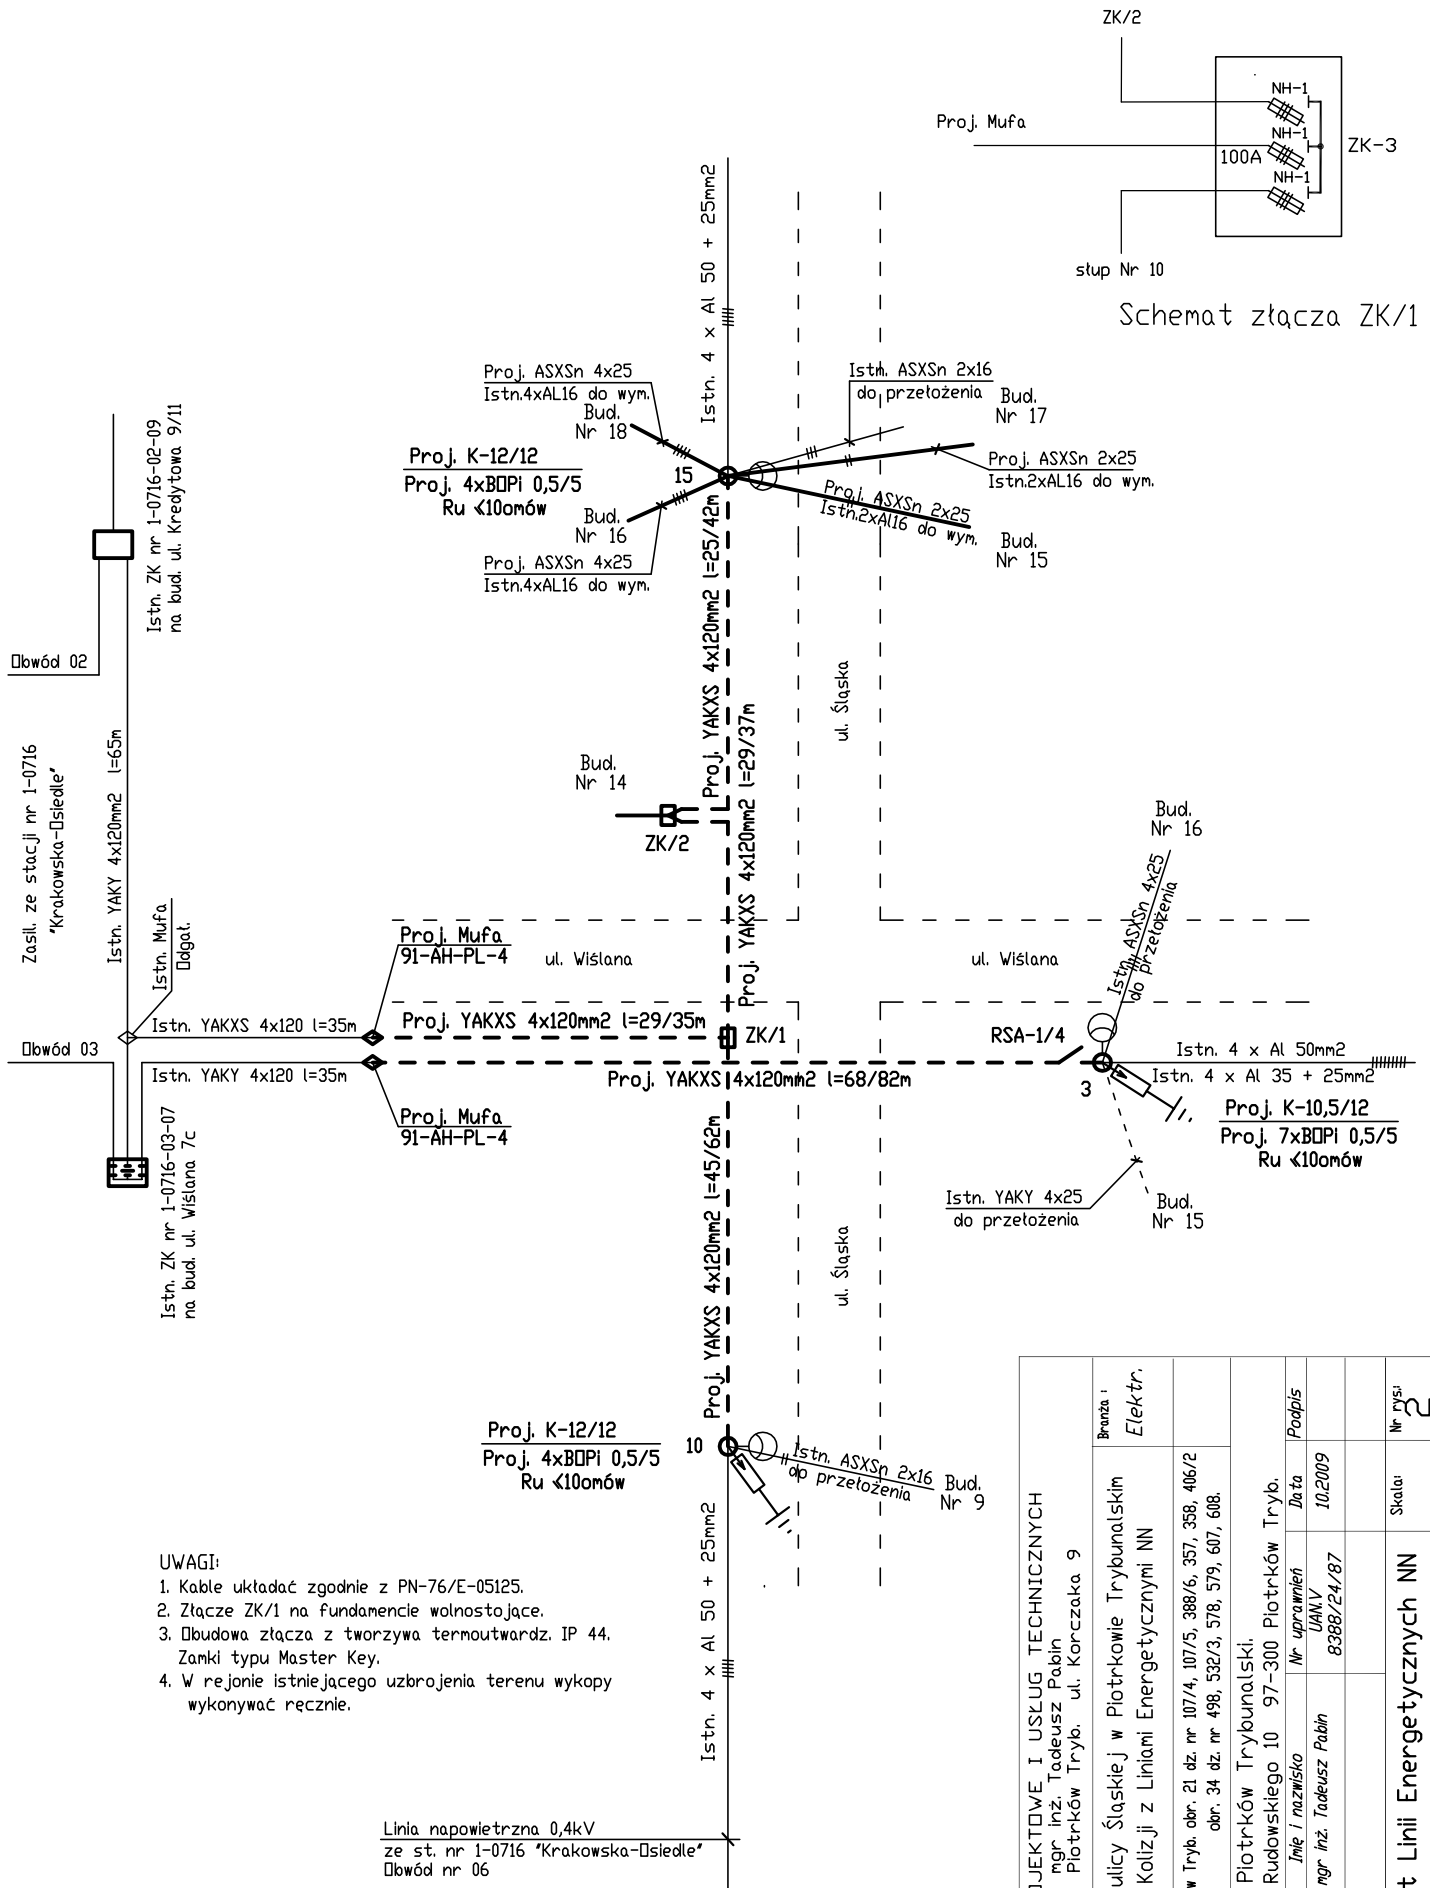 ZK/2
NH-1
Proj. Mufa
NH-1
100A
ZK-3
NH-1
słup Nr 10
Schemat złącza ZK/1
Istn. 4 x Al 50 + 25mm2
Proj. ASXSn 4x25
Istn.4xAL16 do wym.
Bud.
Nr 18
Proj. K-12/12
Proj. 4xBOPi 0,5/5
Ru <10omów
15
Bud.
Nr 16
Proj. ASXSn 4x25
Istn.4xAL16 do wym.
Istn. ASXSn 2x16
do przełożenia
Bud.
Nr 17
Proj. ASXSn 2x25
Istn.2xAL16 do wym.
Proj. ASXSn 2x25
Istn.2xAl16 do wym.
Bud.
Nr 15
Istn. ZK nr 1-0716-02-09
na bud. ul. Kredytowa 9/11
Obwód 02
Zasil. ze stacji nr 1-0716
"Krakowska-Osiedle"
Istn. YAKY 4x120mm2 l=65m
Istn. Mufa
Odgał.
Proj. YAKXS 4x120mm2 l=25/42m
Proj. YAKXS 4x120mm2 l=29/37m
ul. Śląska
Bud.
Nr 14
ZK/2
Bud.
Nr 16
Istn. ASXSn 4x25
do przełożenia
Proj. Mufa
91-AH-PL-4
ul. Wiślana
ul. Wiślana
Istn. YAKXS 4x120 l=35m
Proj. YAKXS 4x120mm2 l=29/35m
ZK/1
RSA-1/4
Obwód 03
Istn. YAKY 4x120 l=35m
Proj. YAKXS 4x120mm2 l=68/82m
3
Istn. 4 x Al 50mm2
Istn. 4 x Al 35 + 25mm2
Proj. Mufa
91-AH-PL-4
Proj. K-10,5/12
Proj. 7xBOPi 0,5/5
Ru <10omów
Istn. ZK nr 1-0716-03-07
na bud. ul. Wiślana 7c
Istn. YAKY 4x25
do przełożenia
Bud.
Nr 15
Proj. YAKXS 4x120mm2 l=45/62m
ul. Śląska
Proj. K-12/12
Proj. 4xBOPi 0,5/5
Ru <10omów
10
Istn. ASXSn 2x16
do przełożenia
Bud.
Nr 9
Istn. 4 x Al 50 + 25mm2
UWAGI:
1. Kable układać zgodnie z PN-76/E-05125.
2. Złącze ZK/1 na fundamencie wolnostojące.
3. Obudowa złącza z tworzywa termoutwardz. IP 44.
Zamki typu Master Key.
4. W rejonie istniejącego uzbrojenia terenu wykopy
wykonywać ręcznie.
Linia napowietrzna 0,4kV
ze st. nr 1-0716 "Krakowska-Osiedle"
Obwód nr 06
OJEKTOWE I USŁUG TECHNICZNYCH
mgr inż. Tadeusz Pabin
Piotrków Tryb. ul. Korczaka 9
ulicy Śląskiej w Piotrkowie Trybunalskim
Kolizji z Liniami Energetycznymi NN
Branża:
Elektr.
w Tryb. obr. 21 dz. nr 107/4, 107/5, 388/6, 357, 358, 406/2
obr. 34 dz. nr 498, 532/3, 578, 579, 607, 608.
Piotrków Trybunalski.
Rudowskiego 10 97-300 Piotrków Tryb.
Imię i nazwisko
Nr uprawnień
Data
Podpis
mgr inż. Tadeusz Pabin
UAN.V
8388/24/87
10.2009
t Linii Energetycznych NN
Skala:
Nr rys.:
2